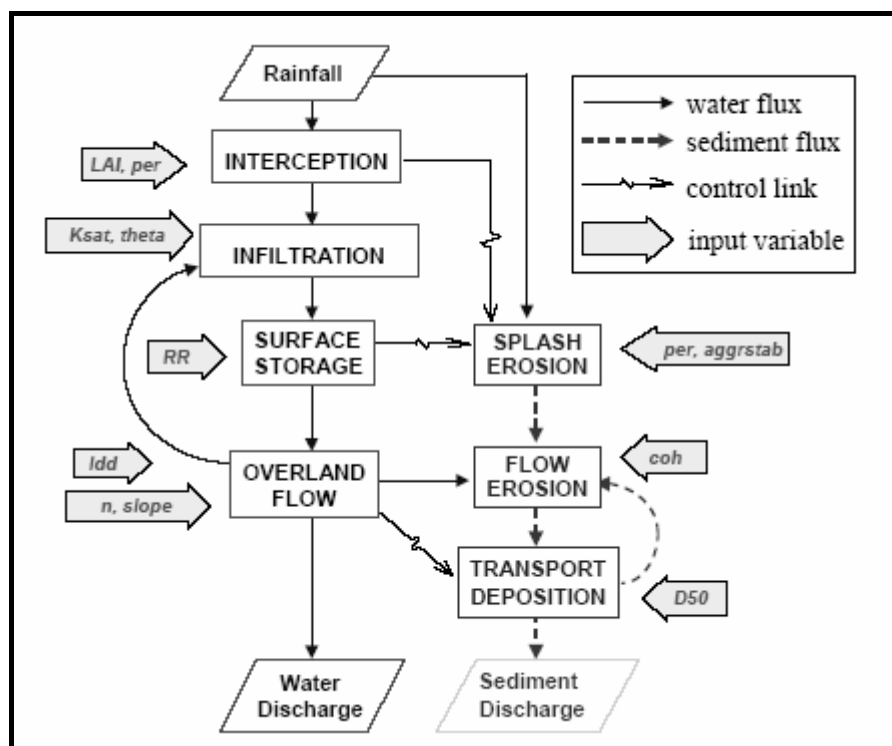 Rainfall
water flux
sediment flux
control link
input variable
LAI, per
INTERCEPTION
Ksat, theta
INFILTRATION
RR
SURFACE
STORAGE
SPLASH
EROSION
per, aggrstab
ldd
n, slope
OVERLAND
FLOW
FLOW
EROSION
coh
TRANSPORT
DEPOSITION
D50
Water
Discharge
Sediment
Discharge